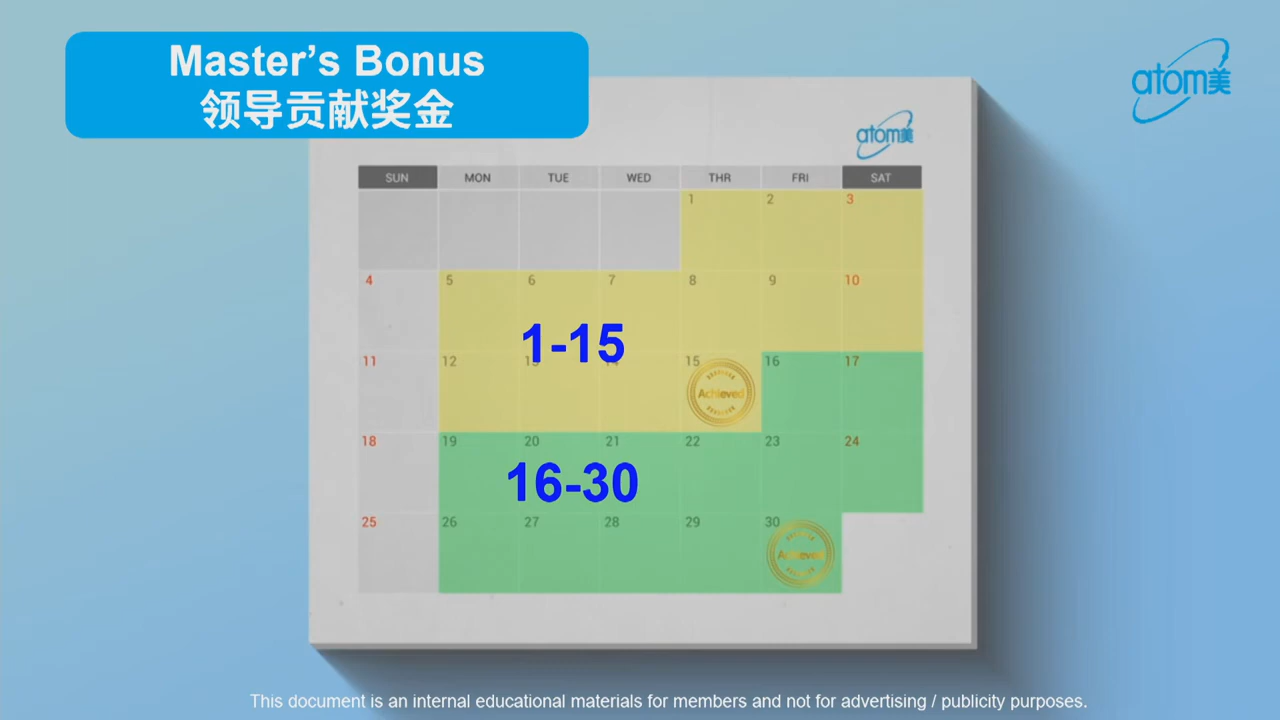 Master's Bonus
领导贡献奖金
atom美
atom美
SUN MON TUE WED THR FRI SAT
1 2 3
4 5 6 7 8 9 10
11 12 13 14 15 16 17
1-15
Achieved
18 19 20 21 22 23 24
16-30
25 26 27 28 29 30
Achieved
This document is an internal educational materials for members and not for advertising / publicity purposes.